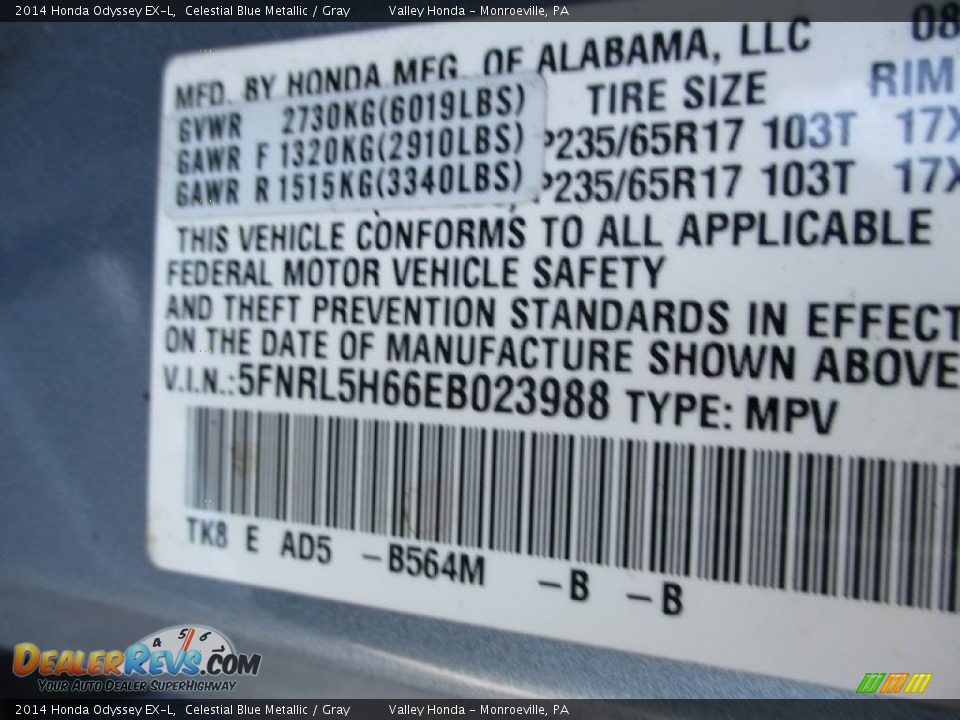 2014 Honda Odyssey EX-L, Celestial Blue Metallic / Gray Valley Honda - Monroeville, PA
MFD. BY HONDA MFG. OF ALABAMA, LLC 08
TIRE SIZE RIM
GVWR 2730KG(6019LBS)
GAWR F 1320KG(2910LBS) P235/65R17 103T 17X
GAWR R 1515KG(3340LBS) P235/65R17 103T 17X
THIS VEHICLE CONFORMS TO ALL APPLICABLE
FEDERAL MOTOR VEHICLE SAFETY
AND THEFT PREVENTION STANDARDS IN EFFECT
ON THE DATE OF MANUFACTURE SHOWN ABOVE
V.I.N.:5FNRL5H66EB023988 TYPE: MPV
TK8 E AD5 -B564M -B -B
4 5 6
DEALERREVS.COM
YOUR AUTO DEALER SUPERHIGHWAY
2014 Honda Odyssey EX-L, Celestial Blue Metallic / Gray Valley Honda - Monroeville, PA